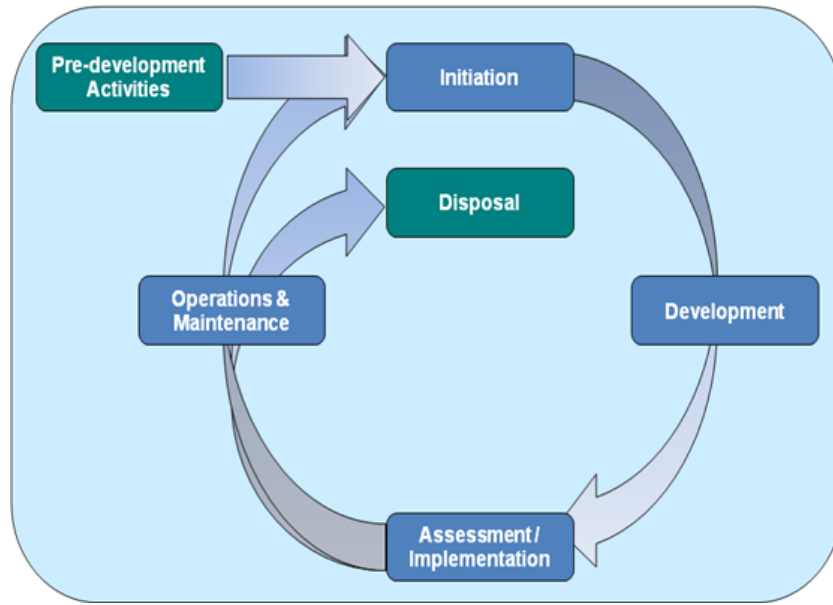 Pre-development
Activities
Initiation
Disposal
Operations &
Maintenance
Development
Assessment /
Implementation